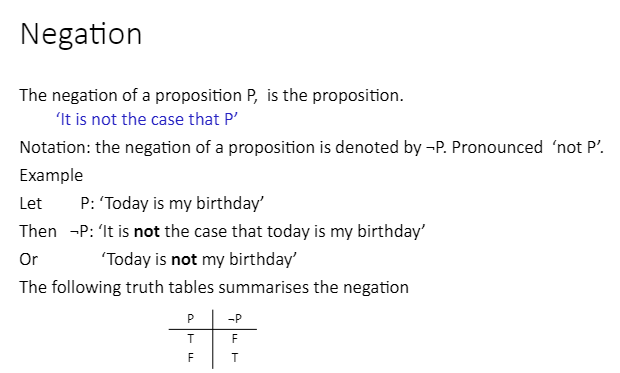 Negation
The negation of a proposition P, is the proposition.
‘It is not the case that P’
Notation: the negation of a proposition is denoted by ¬P. Pronounced ‘not P’.
Example
Let P: ‘Today is my birthday’
Then ¬P: ‘It is not the case that today is my birthday’
Or ‘Today is not my birthday’
The following truth tables summarises the negation
P ¬P
T F
F T